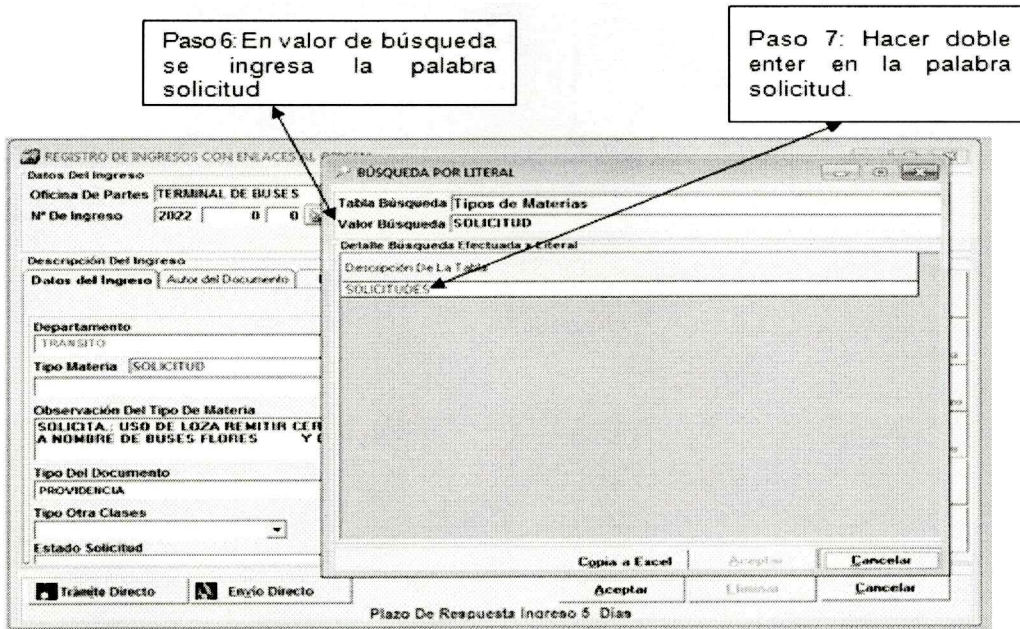 Paso 6: En valor de búsqueda
se ingresa la palabra
solicitud
Paso 7: Hacer doble
enter en la palabra
solicitud.
REGISTRO DE INGRESOS CON ENLACES AL
Datos Del Ingreso
Oficina De Partes TERMINAL DE BUSES
N° De Ingreso 2022 0 0
Descripción Del Ingreso
Datos del Ingreso Autor del Documento
Departamento
TRANSITO
Tipo Materia SOLICITUD
Observación Del Tipo De Materia
SOLICITA.: USO DE LOZA REMITIR CER
A NOMBRE DE BUSES FLORES Y
Tipo Del Documento
PROVIDENCIA
Tipo Otra Clases
Estado Solicitud
BÚSQUEDA POR LITERAL
Tabla Búsqueda Tipos de Materias
Valor Búsqueda SOLICITUD
Detalle Búsqueda Efectuada x Literal
Descripción De La Tabla
SOLICITUDES
Copia a Excel Aceptar Cancelar
Trámite Directo Envío Directo Aceptar Eliminar Cancelar
Plazo De Respuesta Ingreso 5 Dias